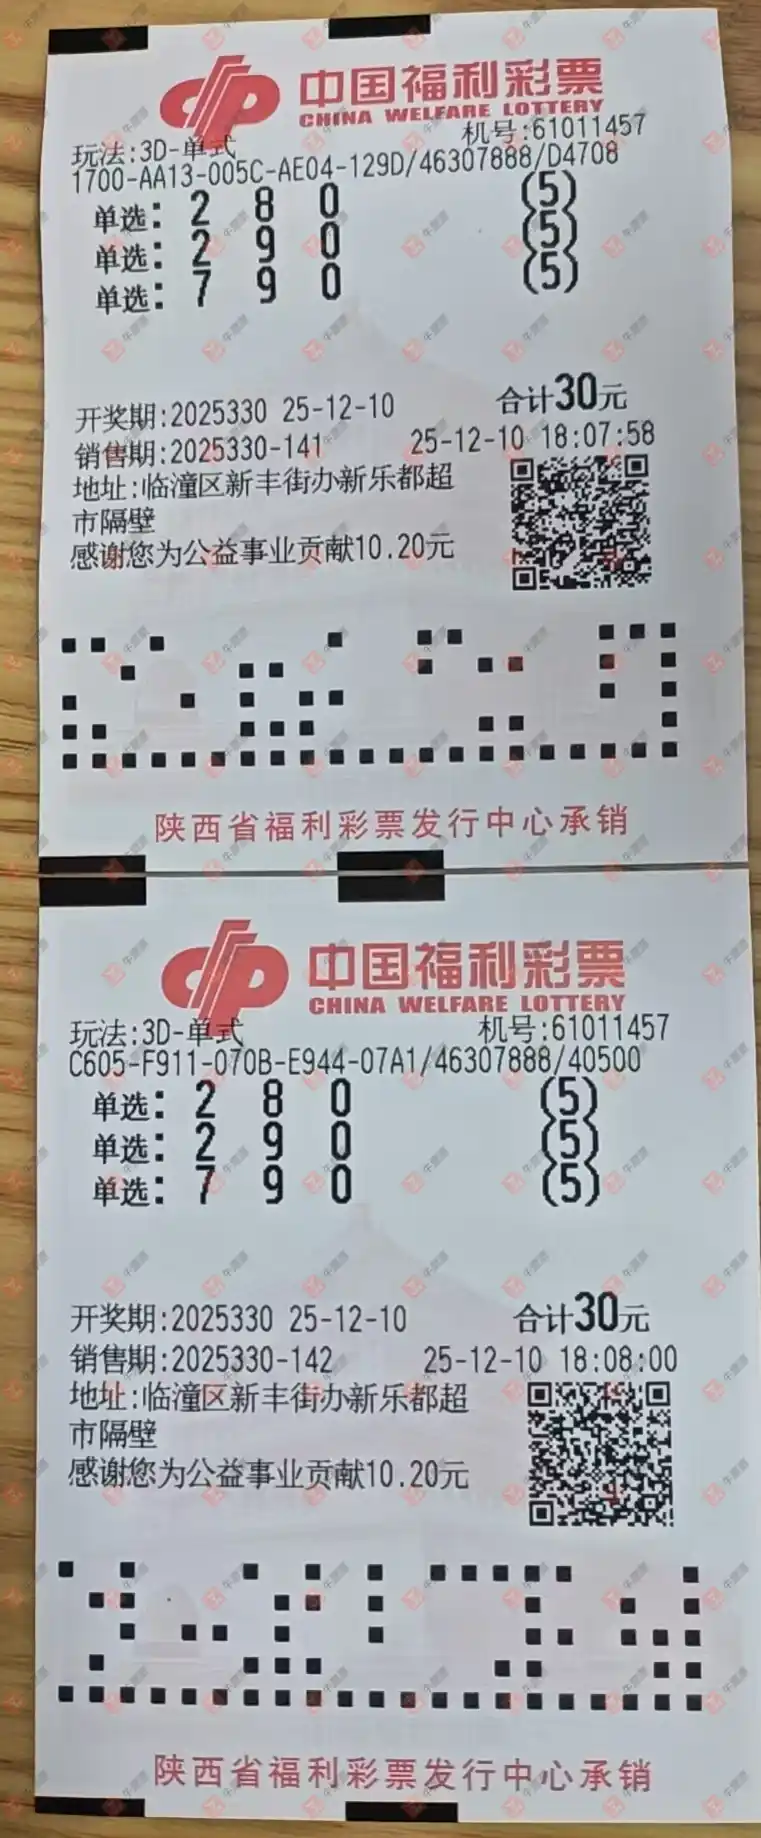 中国福利彩票
CHINA WELFARE LOTTERY
玩法:3D-单式 机号:61011457
1700-AA13-005C-AE04-129D/46307888/D4708
单选: 2 8 0 (5)
单选: 2 9 0 (5)
单选: 7 9 0 (5)
开奖期:2025330 25-12-10 合计30元
销售期:2025330-141 25-12-10 18:07:58
地址:临潼区新丰街办新乐都超
市隔壁
感谢您为公益事业贡献10.20元
陕西省福利彩票发行中心承销
中国福利彩票
CHINA WELFARE LOTTERY
玩法:3D-单式 机号:61011457
C605-F911-070B-E944-07A1/46307888/40500
单选: 2 8 0 (5)
单选: 2 9 0 (5)
单选: 7 9 0 (5)
开奖期:2025330 25-12-10 合计30元
销售期:2025330-142 25-12-10 18:08:00
地址:临潼区新丰街办新乐都超
市隔壁
感谢您为公益事业贡献10.20元
陕西省福利彩票发行中心承销